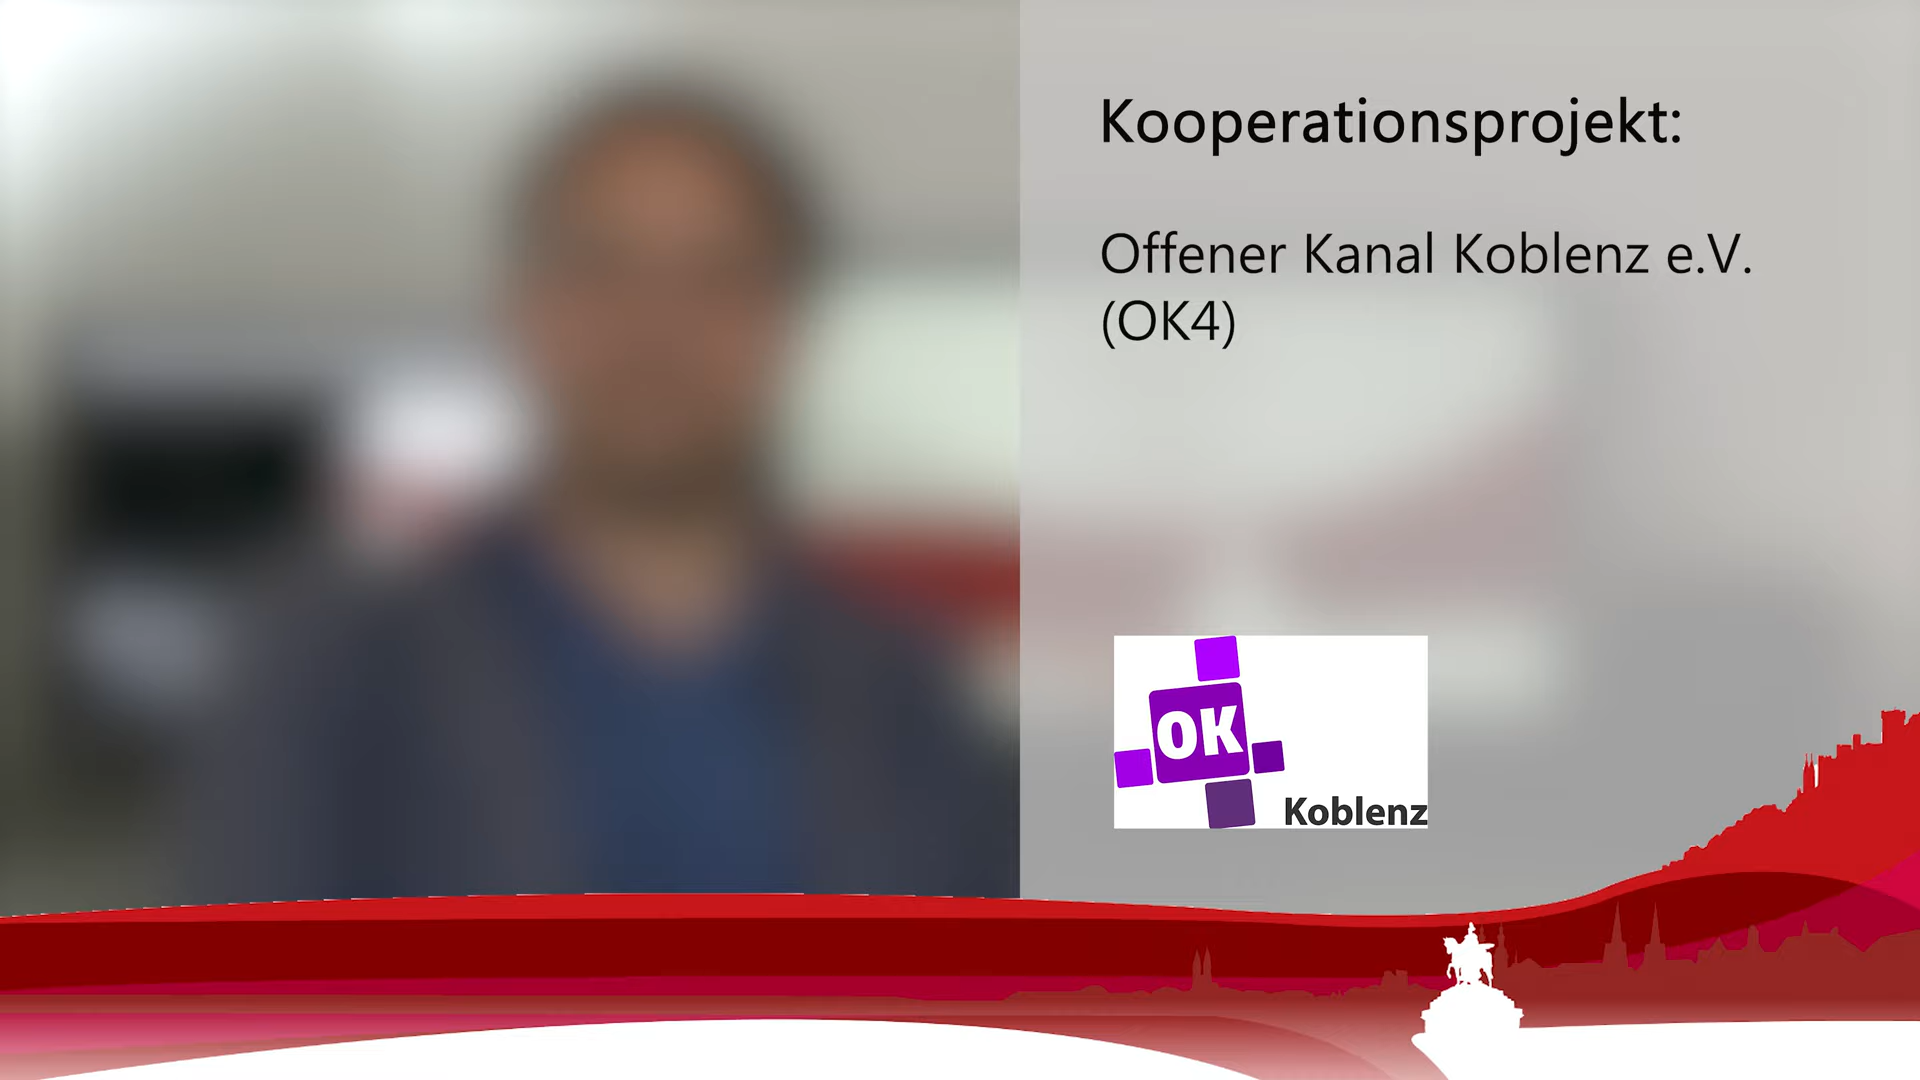 Kooperationsprojekt:
Offener Kanal Koblenz e.V.
(OK4)
OK
Koblenz